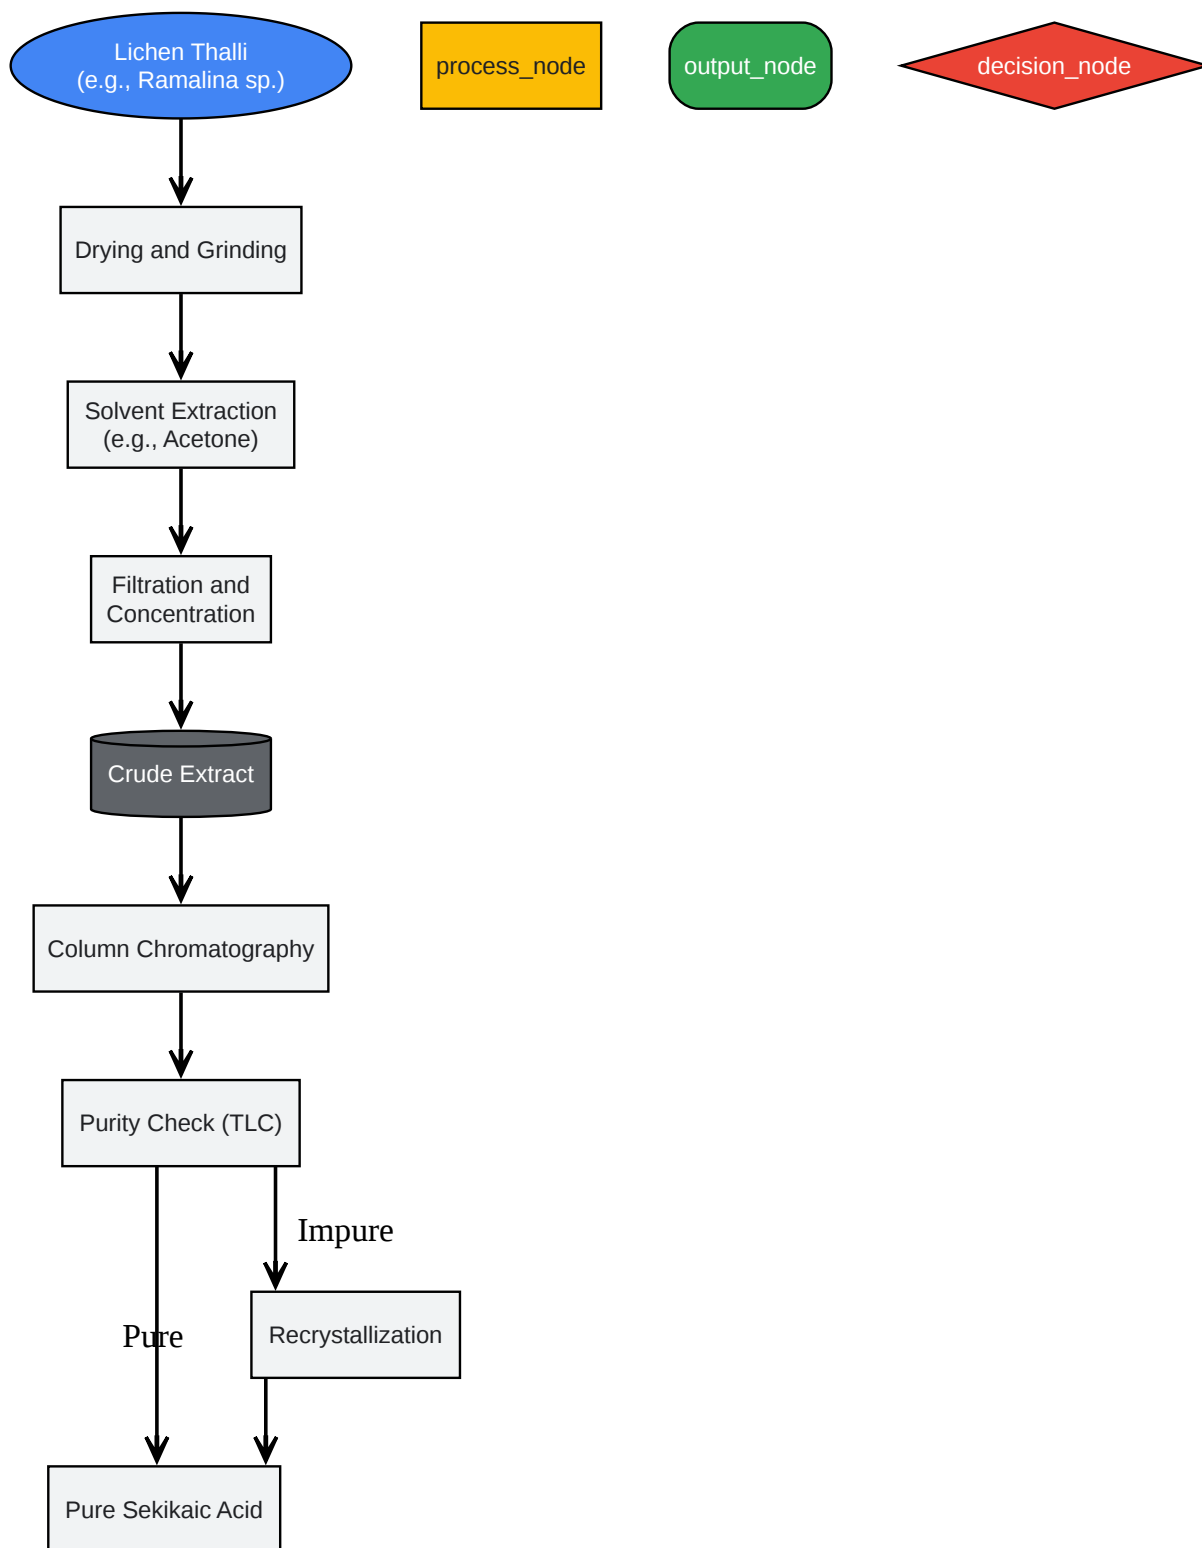 Lichen Thalli
(e.g., Ramalina sp.)
process_node
output_node
decision_node
Drying and Grinding
Solvent Extraction
(e.g., Acetone)
Filtration and
Concentration
Crude Extract
Column Chromatography
Purity Check (TLC)
Impure
Pure
Recrystallization
Pure Sekikaic Acid